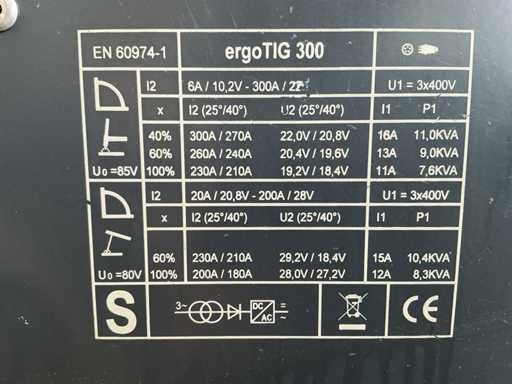 EN 60974-1 ergoTIG 300
I2 6A / 10,2V - 300A / 22 U1 = 3x400V
x I2 (25°/40°) U2 (25°/40°) I1 P1
40% 300A / 270A 22,0V / 20,8V 16A 11,0KVA
60% 260A / 240A 20,4V / 19,6V 13A 9,0KVA
U0 =85V 100% 230A / 210A 19,2V / 18,4V 11A 7,6KVA
I2 20A / 20,8V - 200A / 28V U1 = 3x400V
x I2 (25°/40°) U2 (25°/40°) I1 P1
60% 230A / 210A 29,2V / 18,4V 15A 10,4KVA
U0 =80V 100% 200A / 180A 28,0V / 27,2V 12A 8,3KVA
S 3~ DC AC = ~ CE